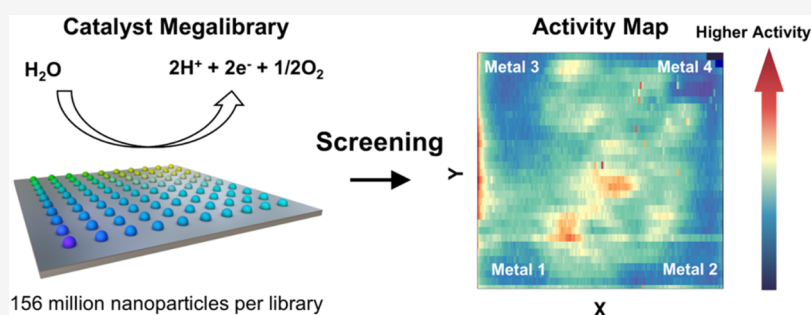 Catalyst Megalibrary
H₂O
2H⁺ + 2e⁻ + 1/2O₂
156 million nanoparticles per library
Screening
Activity Map
Higher Activity
Metal 3
Metal 4
Y
Metal 1
Metal 2
X